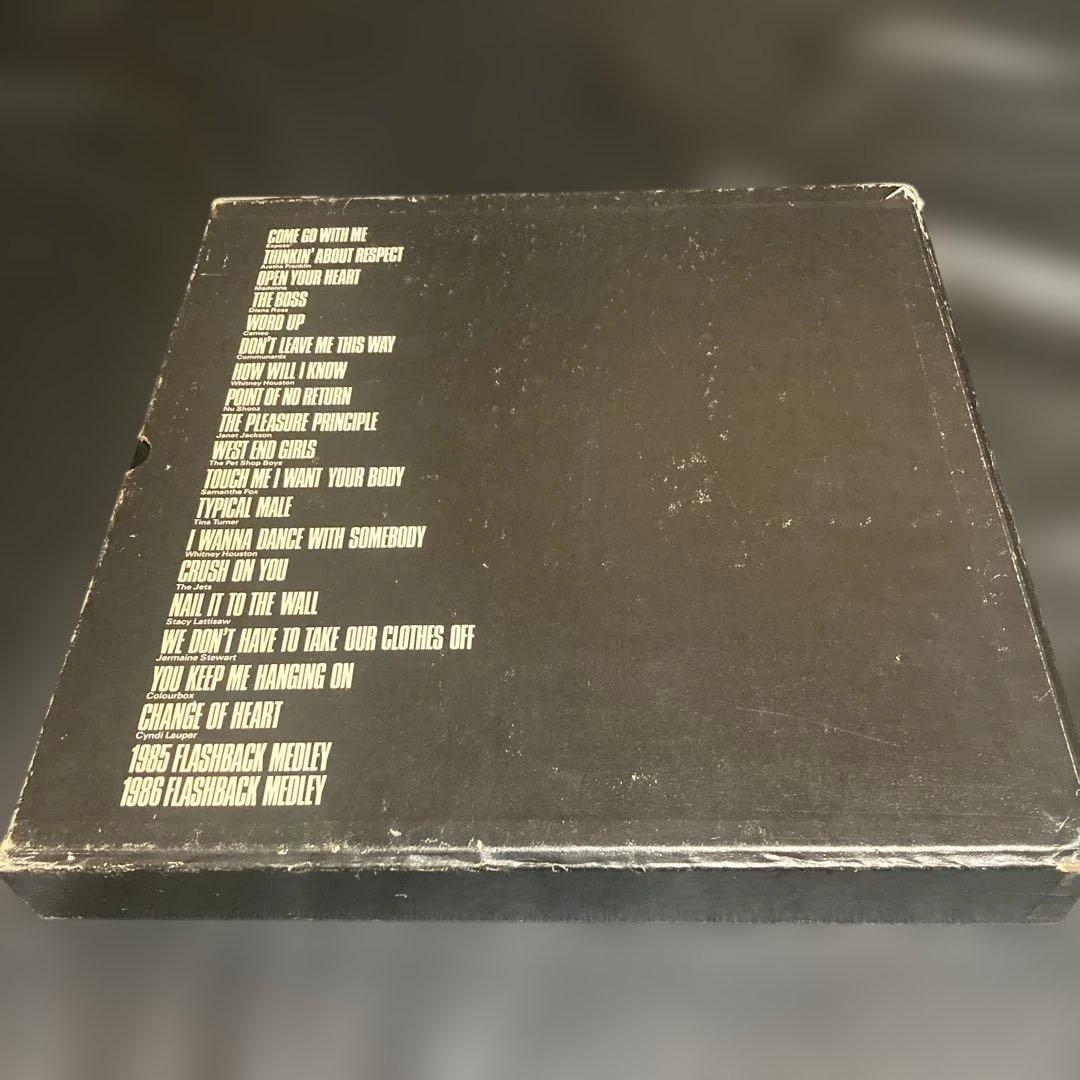 COME GO WITH ME
Exposé
THINKIN' ABOUT RESPECT
Aretha Franklin
OPEN YOUR HEART
Madonna
THE BOSS
Diana Ross
WORD UP
Cameo
DON'T LEAVE ME THIS WAY
Communards
HOW WILL I KNOW
Whitney Houston
POINT OF NO RETURN
Nu Shooz
THE PLEASURE PRINCIPLE
Janet Jackson
WEST END GIRLS
The Pet Shop Boys
TOUCH ME I WANT YOUR BODY
Samantha Fox
TYPICAL MALE
Tina Turner
I WANNA DANCE WITH SOMEBODY
Whitney Houston
CRUSH ON YOU
The Jets
NAIL IT TO THE WALL
Stacy Lattisaw
WE DON'T HAVE TO TAKE OUR CLOTHES OFF
Jermaine Stewart
YOU KEEP ME HANGING ON
Colourbox
CHANGE OF HEART
Cyndi Lauper
1985 FLASHBACK MEDLEY
1986 FLASHBACK MEDLEY